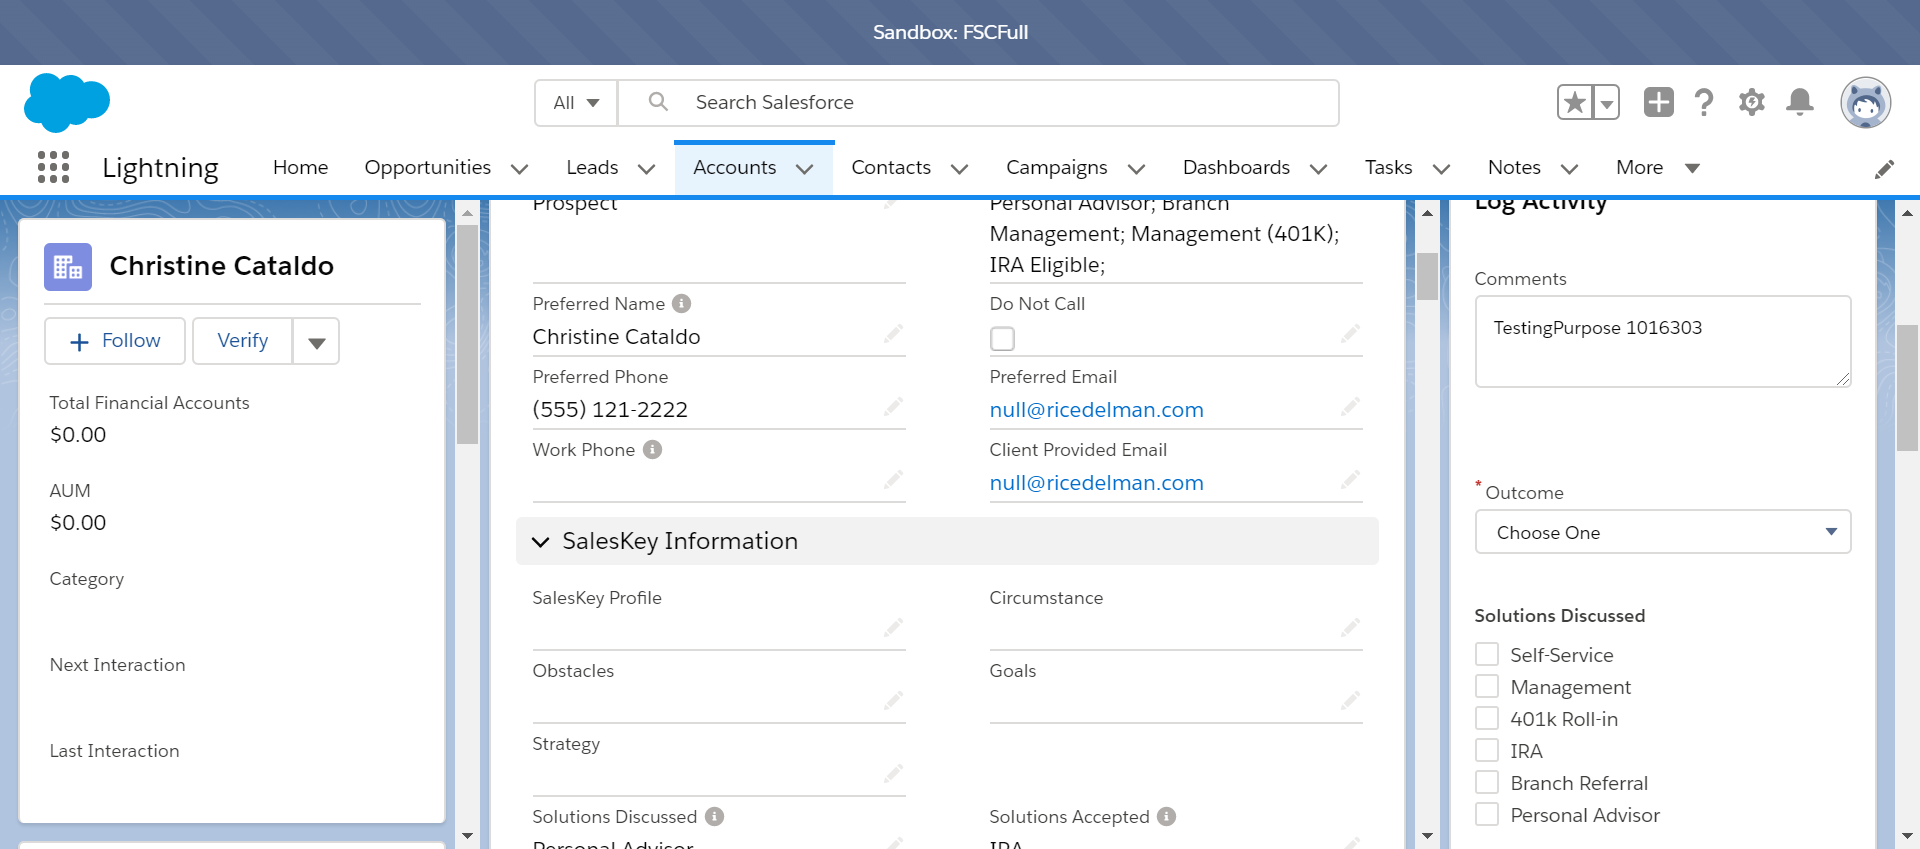 Sandbox: FSCFull
All
Search Salesforce
Lightning
Home
Opportunities
Leads
Accounts
Contacts
Campaigns
Dashboards
Tasks
Notes
More
Christine Cataldo
+ Follow
Verify
Total Financial Accounts
$0.00
AUM
$0.00
Category
Next Interaction
Last Interaction
Prospect
Personal Advisor; Branch
Management; Management (401K);
IRA Eligible;
Preferred Name
Christine Cataldo
Do Not Call
Preferred Phone
(555) 121-2222
Preferred Email
null@ricedelman.com
Work Phone
Client Provided Email
null@ricedelman.com
SalesKey Information
SalesKey Profile
Circumstance
Obstacles
Goals
Strategy
Solutions Discussed
Personal Advisor
Solutions Accepted
IRA
Log Activity
Comments
TestingPurpose 1016303
* Outcome
Choose One
Solutions Discussed
Self-Service
Management
401k Roll-in
IRA
Branch Referral
Personal Advisor